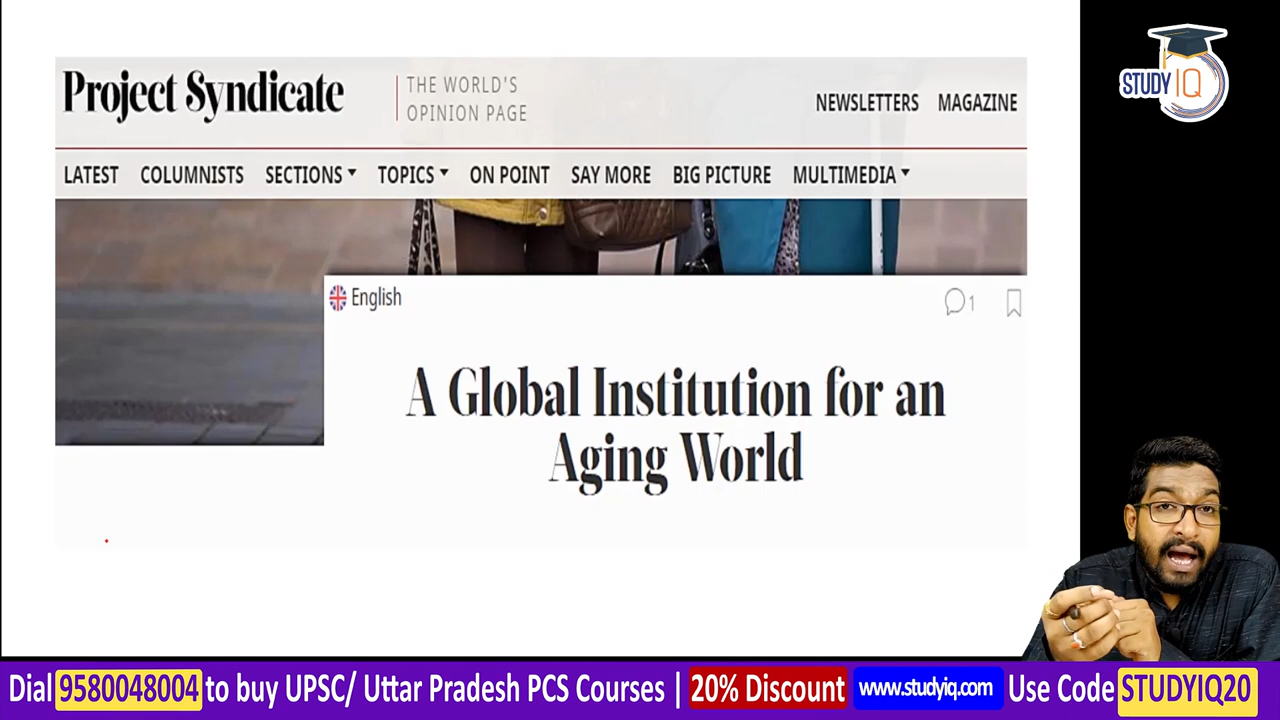 Project Syndicate
THE WORLD'S
OPINION PAGE
NEWSLETTERS MAGAZINE
LATEST COLUMNISTS SECTIONS TOPICS ON POINT SAY MORE BIG PICTURE MULTIMEDIA
English
1
A Global Institution for an
Aging World
STUDY IQ
Dial 9580048004 to buy UPSC/ Uttar Pradesh PCS Courses | 20% Discount www.studyiq.com Use Code STUDYIQ20